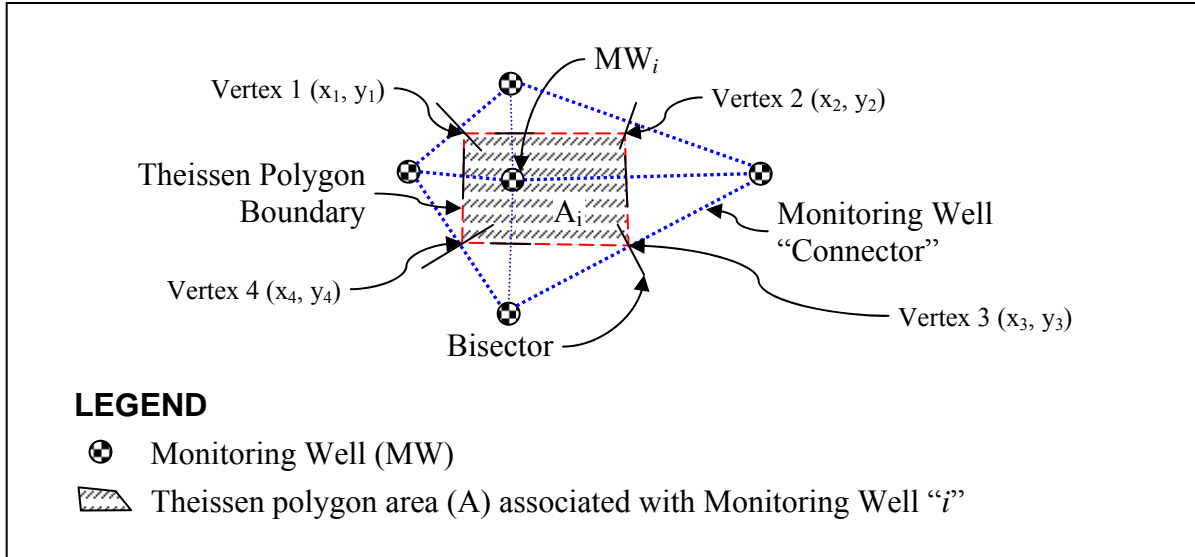 MWᵢ
Vertex 1 (x₁, y₁)
Vertex 2 (x₂, y₂)
Theissen Polygon
Boundary
Aᵢ
Monitoring Well
“Connector”
Vertex 4 (x₄, y₄)
Vertex 3 (x₃, y₃)
Bisector
LEGEND
Monitoring Well (MW)
Theissen polygon area (A) associated with Monitoring Well “i”